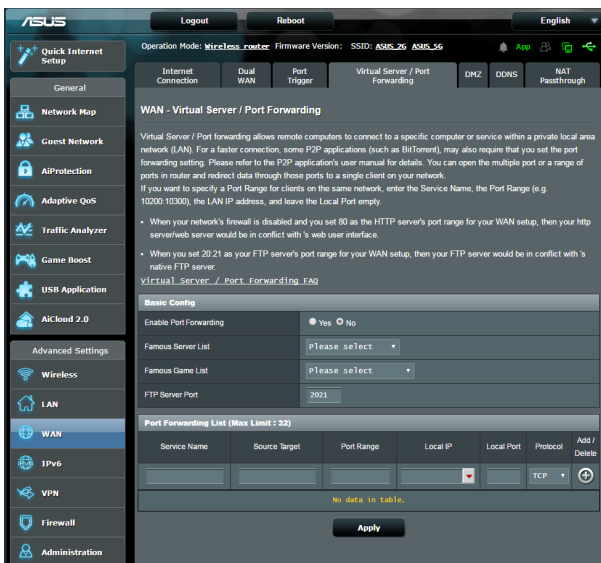 ASUS
Logout
Reboot
English
Quick Internet
Setup
Operation Mode: Wireless router Firmware Version: SSID: ASUS_2G ASUS_5G
App
General
Network Map
Guest Network
AiProtection
Adaptive QoS
Traffic Analyzer
Game Boost
USB Application
AiCloud 2.0
Advanced Settings
Wireless
LAN
WAN
IPv6
VPN
Firewall
Administration
Internet
Connection
Dual
WAN
Port
Trigger
Virtual Server / Port
Forwarding
DMZ
DDNS
NAT
Passthrough
WAN - Virtual Server / Port Forwarding
Virtual Server / Port forwarding allows remote computers to connect to a specific computer or service within a private local area
network (LAN). For a faster connection, some P2P applications (such as BitTorrent), may also require that you set the port
forwarding setting. Please refer to the P2P application's user manual for details. You can open the multiple port or a range of
ports in router and redirect data through those ports to a single client on your network.
If you want to specify a Port Range for clients on the same network, enter the Service Name, the Port Range (e.g.
10200:10300), the LAN IP address, and leave the Local Port empty.
• When your network's firewall is disabled and you set 80 as the HTTP server's port range for your WAN setup, then your http
server/web server would be in conflict with 's web user interface.
• When you set 20:21 as your FTP server's port range for your WAN setup, then your FTP server would be in conflict with 's
native FTP server.
Virtual Server / Port Forwarding FAQ
Basic Config
Enable Port Forwarding
Yes No
Famous Server List
Please select
Famous Game List
Please select
FTP Server Port
2021
Port Forwarding List (Max Limit : 32)
Service Name
Source Target
Port Range
Local IP
Local Port
Protocol
Add /
Delete
TCP
No data in table.
Apply